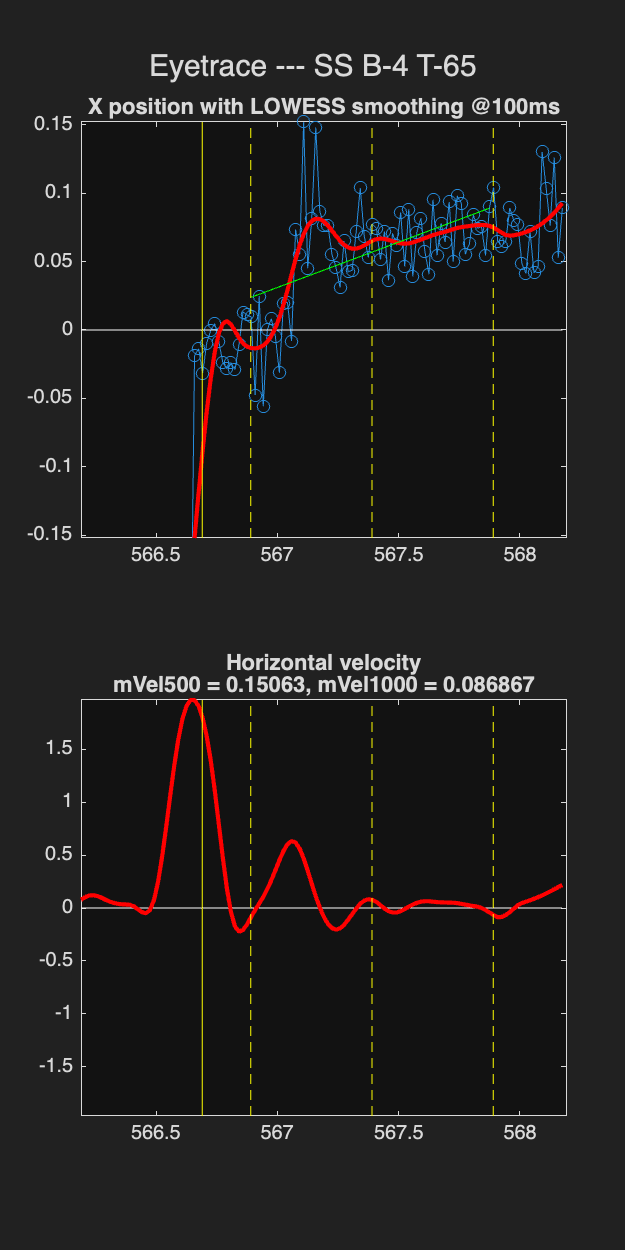 Eyetrace --- SS B-4 T-65
X position with LOWESS smoothing @100ms
0.15
0.1
0.05
0
-0.05
-0.1
-0.15
566.5 567 567.5 568
Horizontal velocity
mVel500 = 0.15063, mVel1000 = 0.086867
1.5
1
0.5
0
-0.5
-1
-1.5
566.5 567 567.5 568